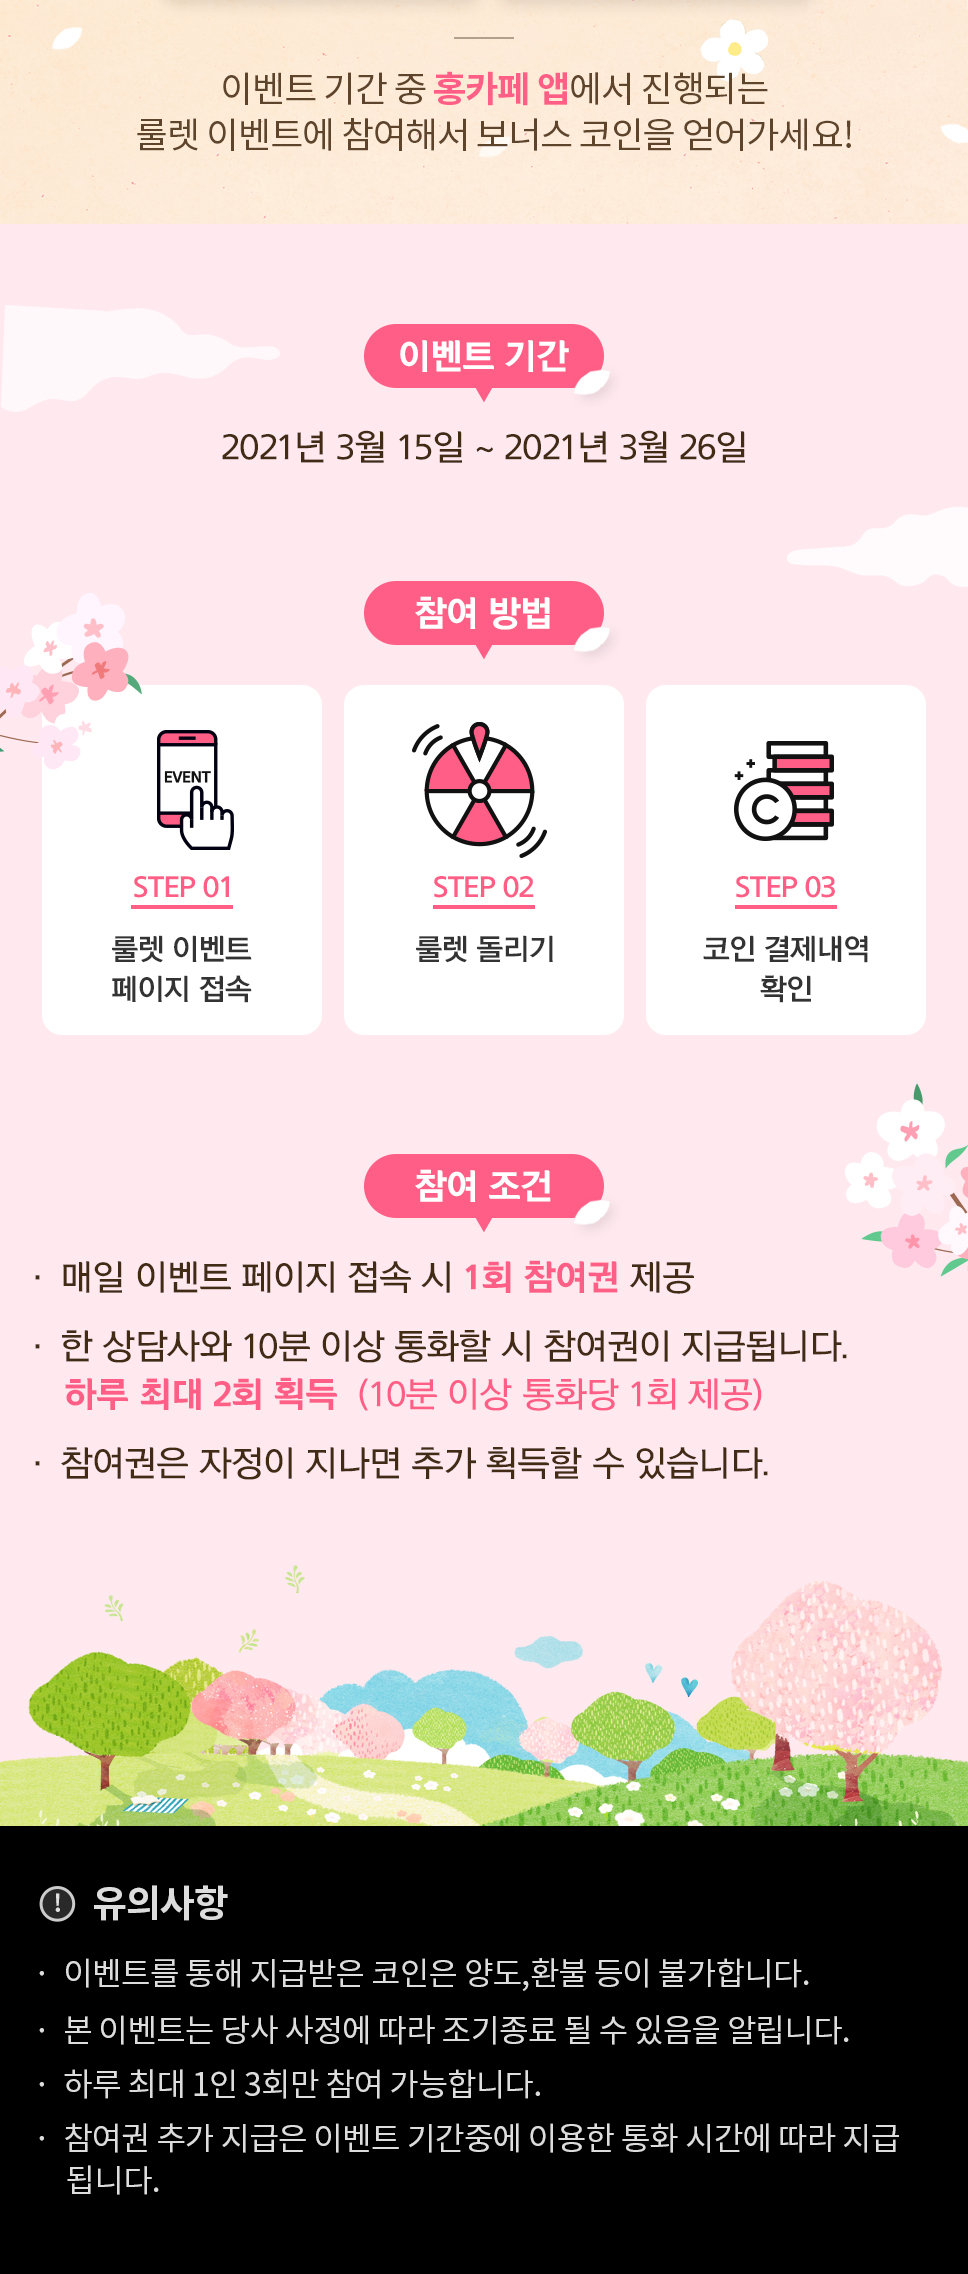 이벤트 기간 중 홍카페 앱에서 진행되는
룰렛 이벤트에 참여해서 보너스 코인을 얻어가세요!
이벤트 기간
2021년 3월 15일 ~ 2021년 3월 26일
참여 방법
EVENT
STEP 01
룰렛 이벤트
페이지 접속
STEP 02
룰렛 돌리기
C
STEP 03
코인 결제내역
확인
참여 조건
· 매일 이벤트 페이지 접속 시 1회 참여권 제공
· 한 상담사와 10분 이상 통화할 시 참여권이 지급됩니다.
하루 최대 2회 획득 (10분 이상 통화당 1회 제공)
· 참여권은 자정이 지나면 추가 획득할 수 있습니다.
! 유의사항
· 이벤트를 통해 지급받은 코인은 양도,환불 등이 불가합니다.
· 본 이벤트는 당사 사정에 따라 조기종료 될 수 있음을 알립니다.
· 하루 최대 1인 3회만 참여 가능합니다.
· 참여권 추가 지급은 이벤트 기간중에 이용한 통화 시간에 따라 지급
됩니다.